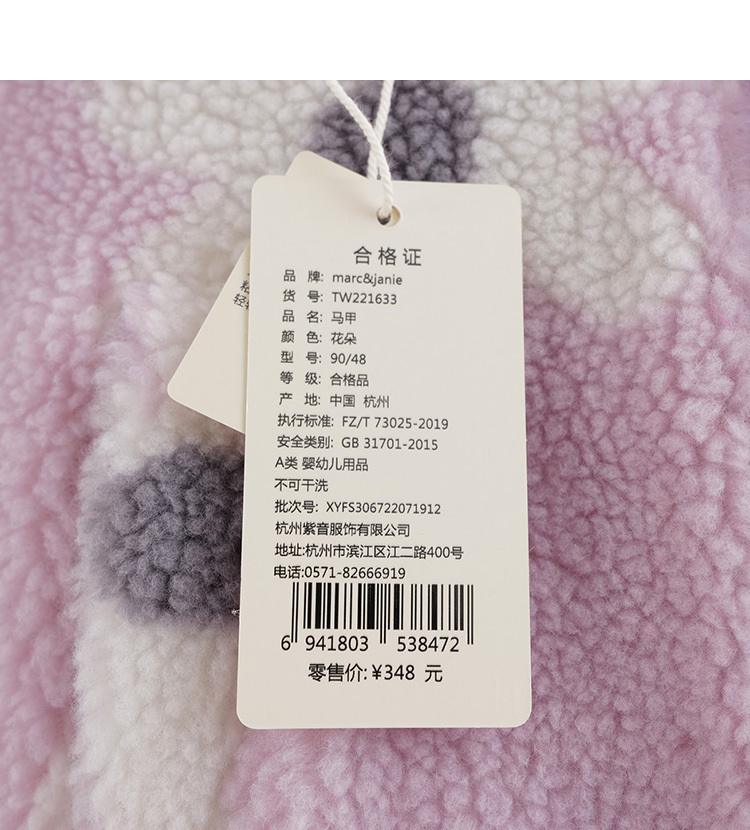 合格证
品 牌: marc&janie
货 号: TW221633
品 名: 马甲
颜 色: 花朵
型 号: 90/48
等 级: 合格品
产 地: 中国 杭州
执行标准: FZ/T 73025-2019
安全类别: GB 31701-2015
A类 婴幼儿用品
不可干洗
批次号: XYFS306722071912
杭州紫音服饰有限公司
地址:杭州市滨江区江二路400号
电话:0571-82666919
6 941803 538472
零售价:¥348 元